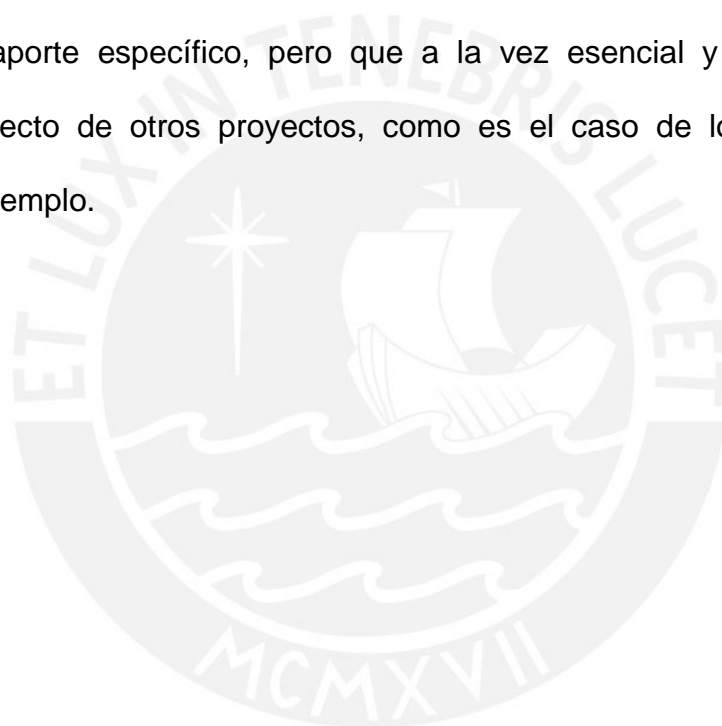 aporte específico, pero que a la vez esencial y
ecto de otros proyectos, como es el caso de lo
emplo.
ET LUX IN TENEBRIS LUCET
MCMXVII